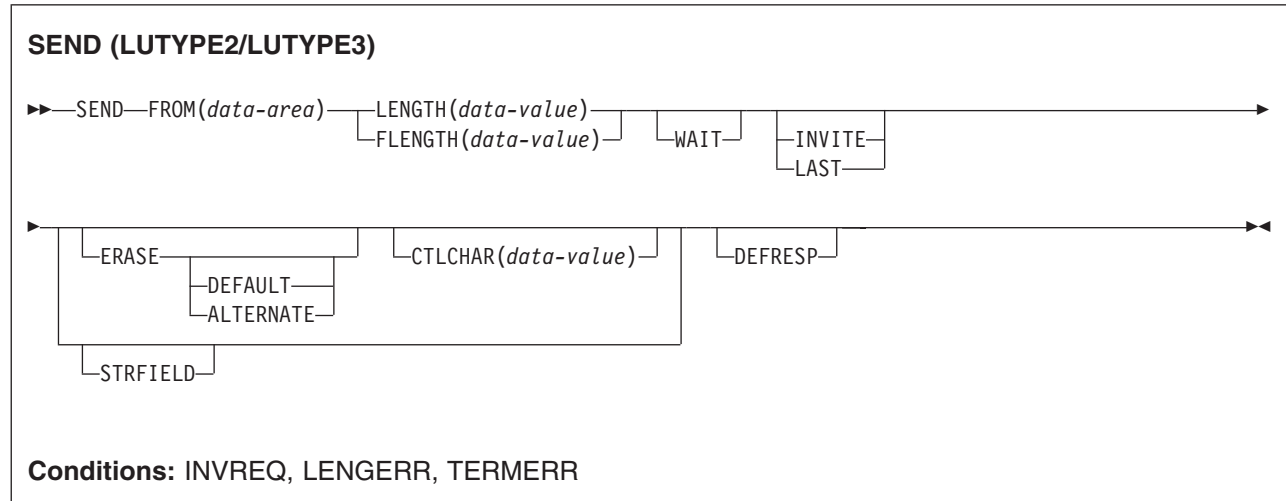 SEND (LUTYPE2/LUTYPE3)
SEND FROM(data-area) LENGTH(data-value)
FLENGTH(data-value) WAIT INVITE
LAST
ERASE CTLCHAR(data-value) DEFRESP
DEFAULT
ALTERNATE
STRFIELD
Conditions: INVREQ, LENGERR, TERMERR